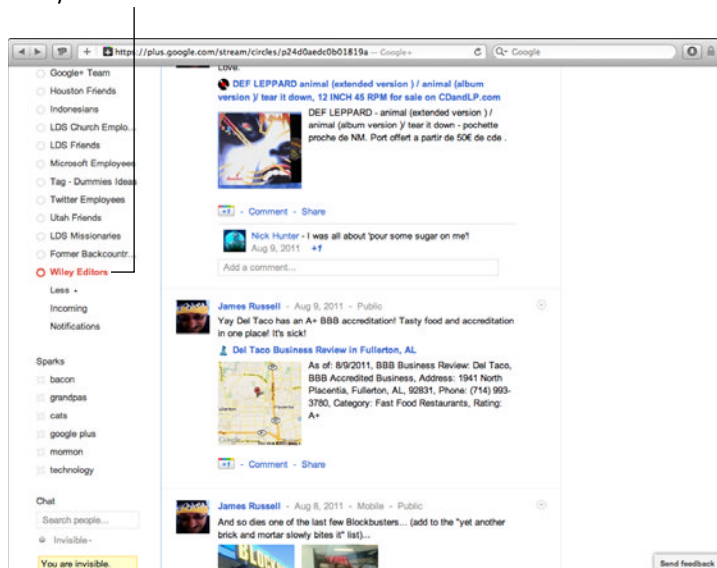 https://plus.google.com/stream/circles/p24d0aedc0b01819a — Google+
Google
Google+ Team
Houston Friends
Indonesians
LDS Church Emplo...
LDS Friends
Microsoft Employees
Tag - Dummies Ideas
Twitter Employees
Utah Friends
LDS Missionaries
Former Backcountr...
Wiley Editors
Less
Incoming
Notifications
Sparks
bacon
grandpas
cats
google plus
mormon
technology
Chat
Search people...
Invisible
You are invisible.
Love.
DEF LEPPARD animal (extended version ) / animal (album
version )/ tear it down, 12 INCH 45 RPM for sale on CDandLP.com
DEF LEPPARD - animal (extended version ) /
animal (album version )/ tear it down - pochette
proche de NM. Port offert a partir de 50€ de cde .
+1 - Comment - Share
Nick Hunter - I was all about 'pour some sugar on me'!
Aug 9, 2011 +1
Add a comment...
James Russell - Aug 9, 2011 - Public
Yay Del Taco has an A+ BBB accreditation! Tasty food and accreditation
in one place! It's sick!
Del Taco Business Review in Fullerton, AL
As of: 8/9/2011, BBB Business Review: Del Taco,
BBB Accredited Business, Address: 1941 North
Placentia, Fullerton, AL, 92831, Phone: (714) 993-
3780, Category: Fast Food Restaurants, Rating:
A+
Google
+1 - Comment - Share
James Russell - Aug 8, 2011 - Mobile - Public
And so dies one of the last few Blockbusters... (add to the "yet another
brick and mortar slowly bites it" list)...
Send feedback